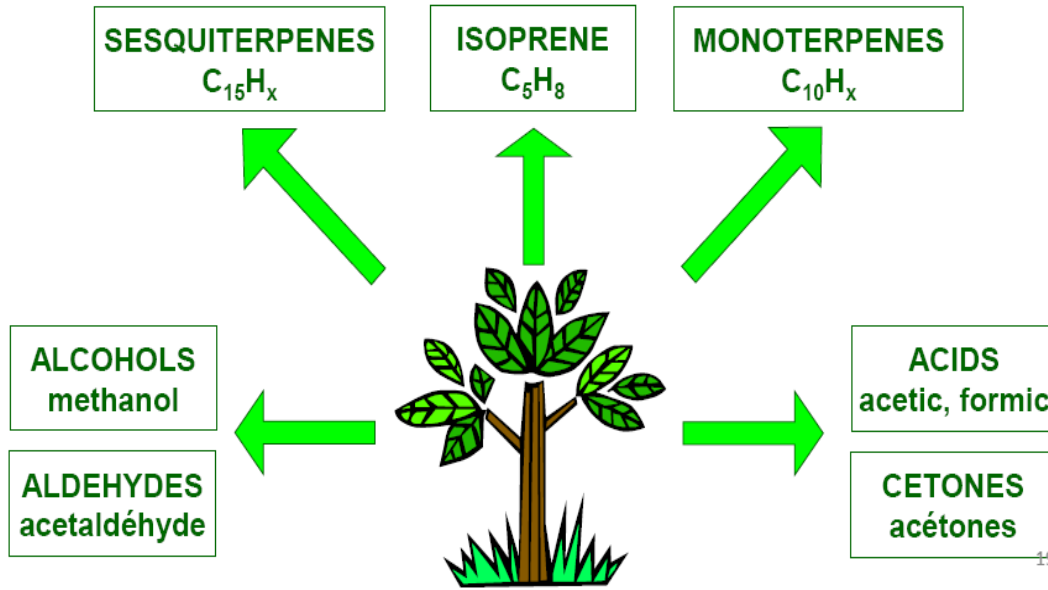 SESQUITERPENES
C₁₅Hₓ
ISOPRENE
C₅H₈
MONOTERPENES
C₁₀Hₓ
ALCOHOLS
methanol
ALDEHYDES
acetaldéhyde
ACIDS
acetic, formic
CETONES
acétones